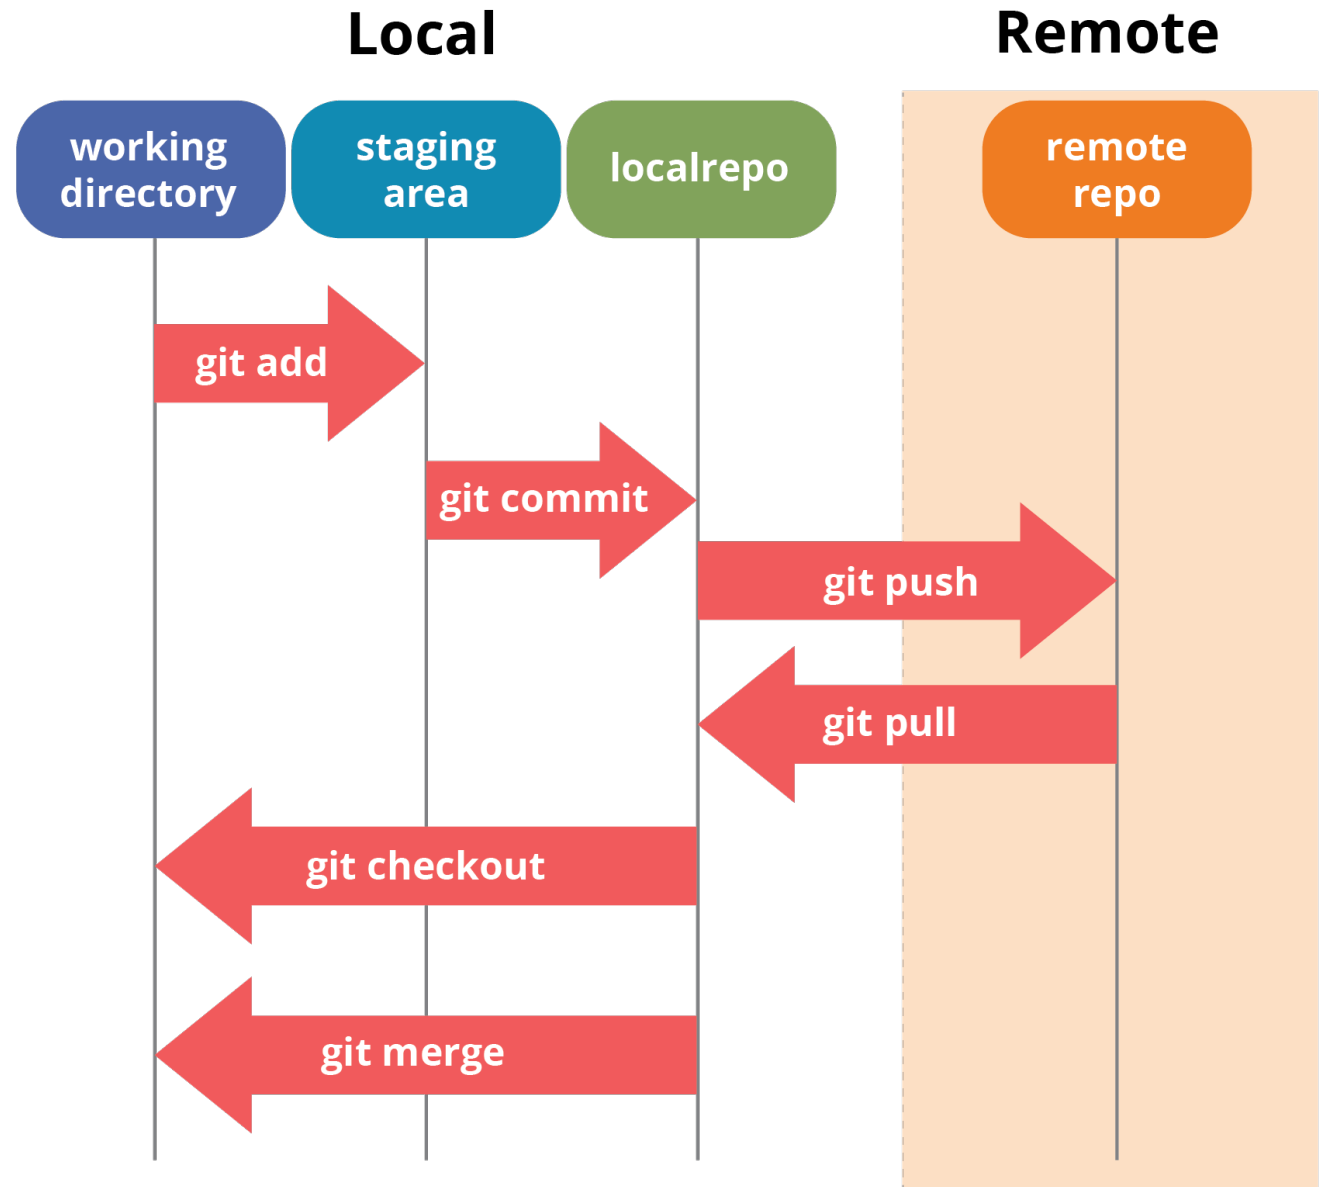 Local
Remote
working
directory
staging
area
localrepo
remote
repo
git add
git commit
git push
git pull
git checkout
git merge